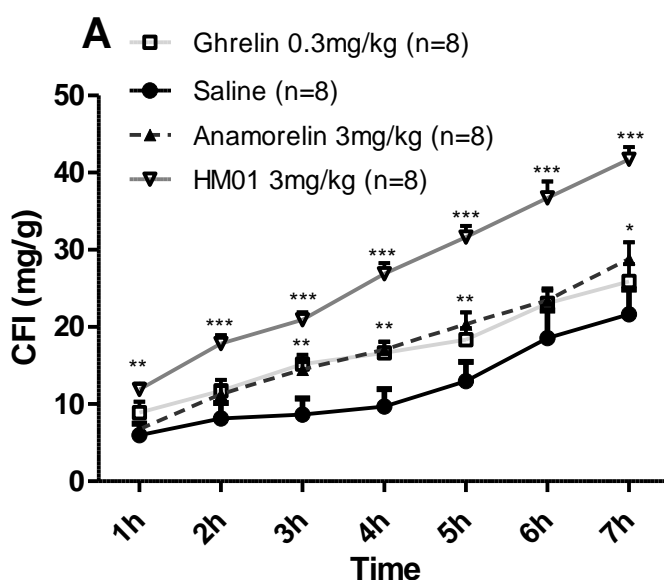 A
Ghrelin 0.3mg/kg (n=8)
Saline (n=8)
Anamorelin 3mg/kg (n=8)
HM01 3mg/kg (n=8)
CFI (mg/g)
50
40
30
20
10
0
**
***
***
***
***
***
***
**
**
**
*
1h
2h
3h
4h
5h
6h
7h
Time